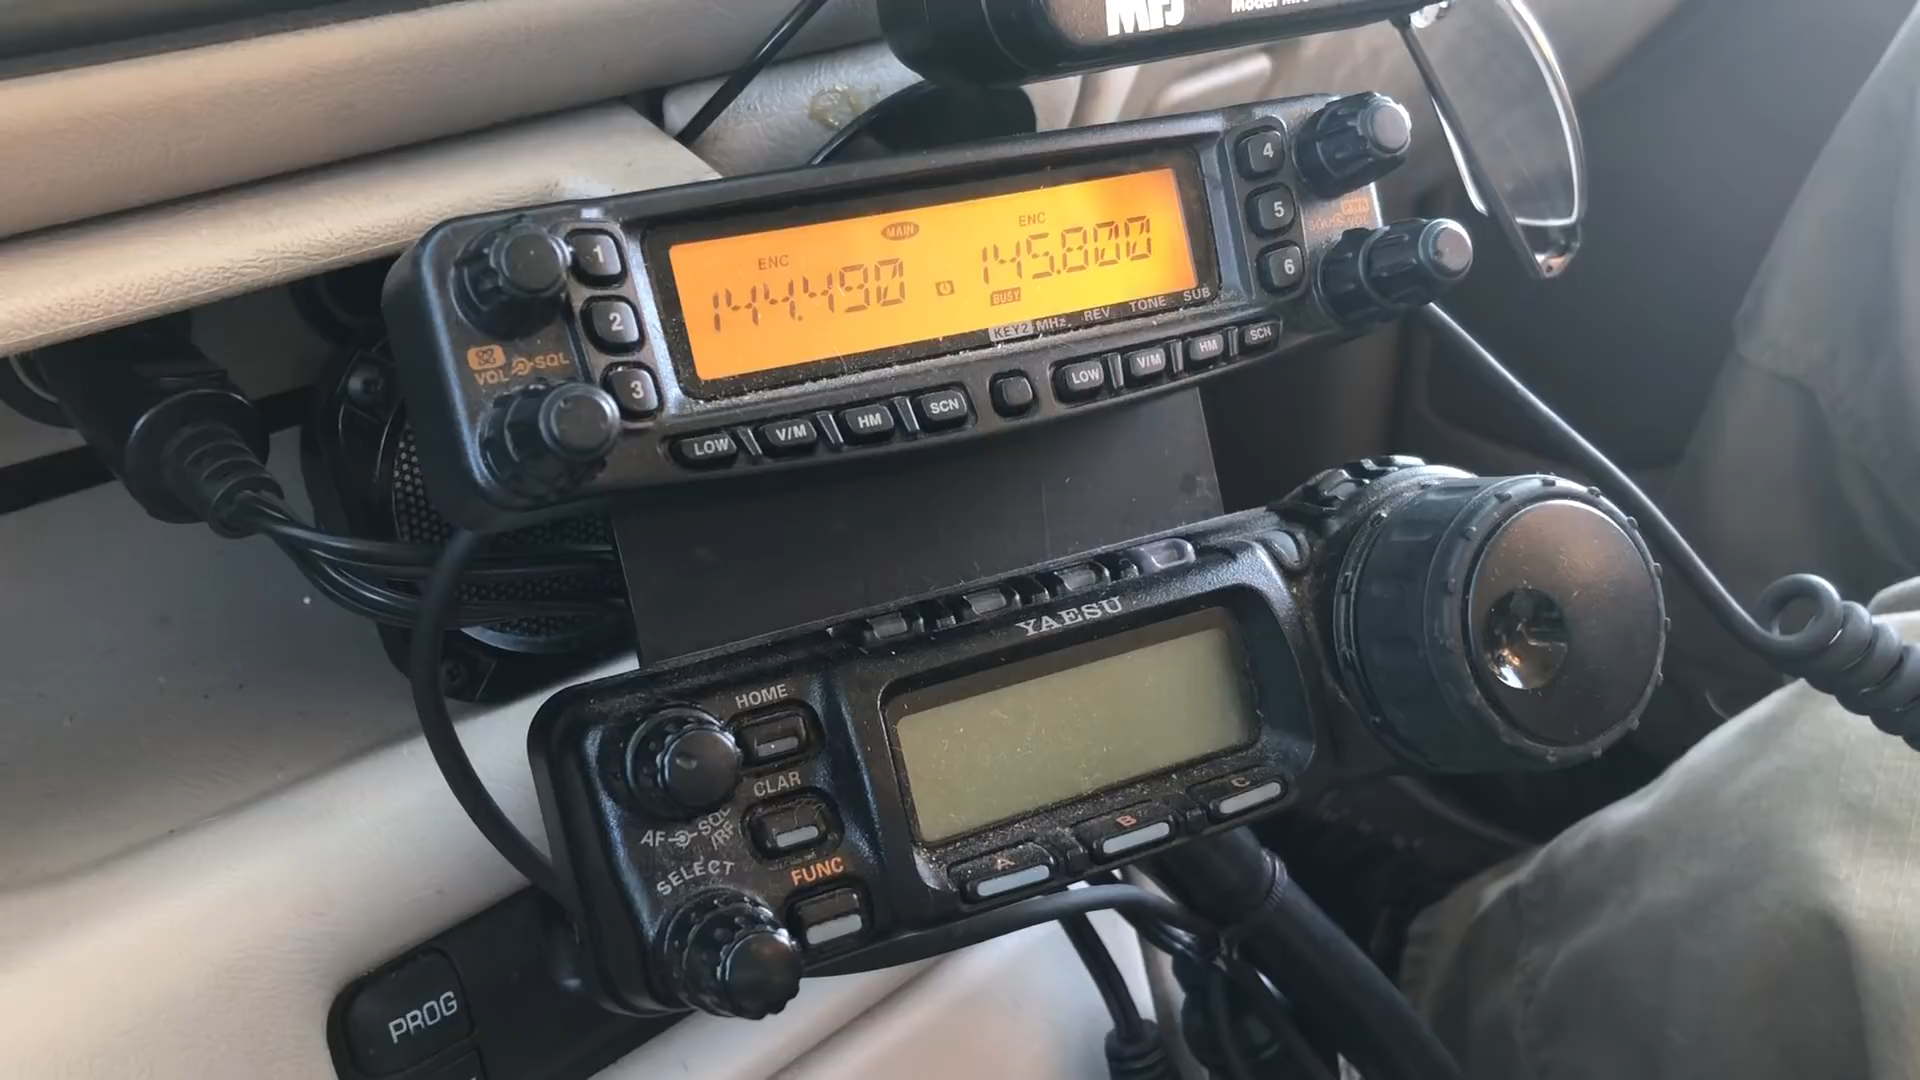 MFJ
1
2
3
VOL SQL
ENC
MAIN
ENC
144.490
145.800
BUSY
KEY2 MHz REV TONE SUB
4
5
6
LOW V/M HM SCN
LOW V/M HM SCN
YAESU
HOME
CLAR
AF SQL
/RF
SELECT
FUNC
A
B
C
PROG